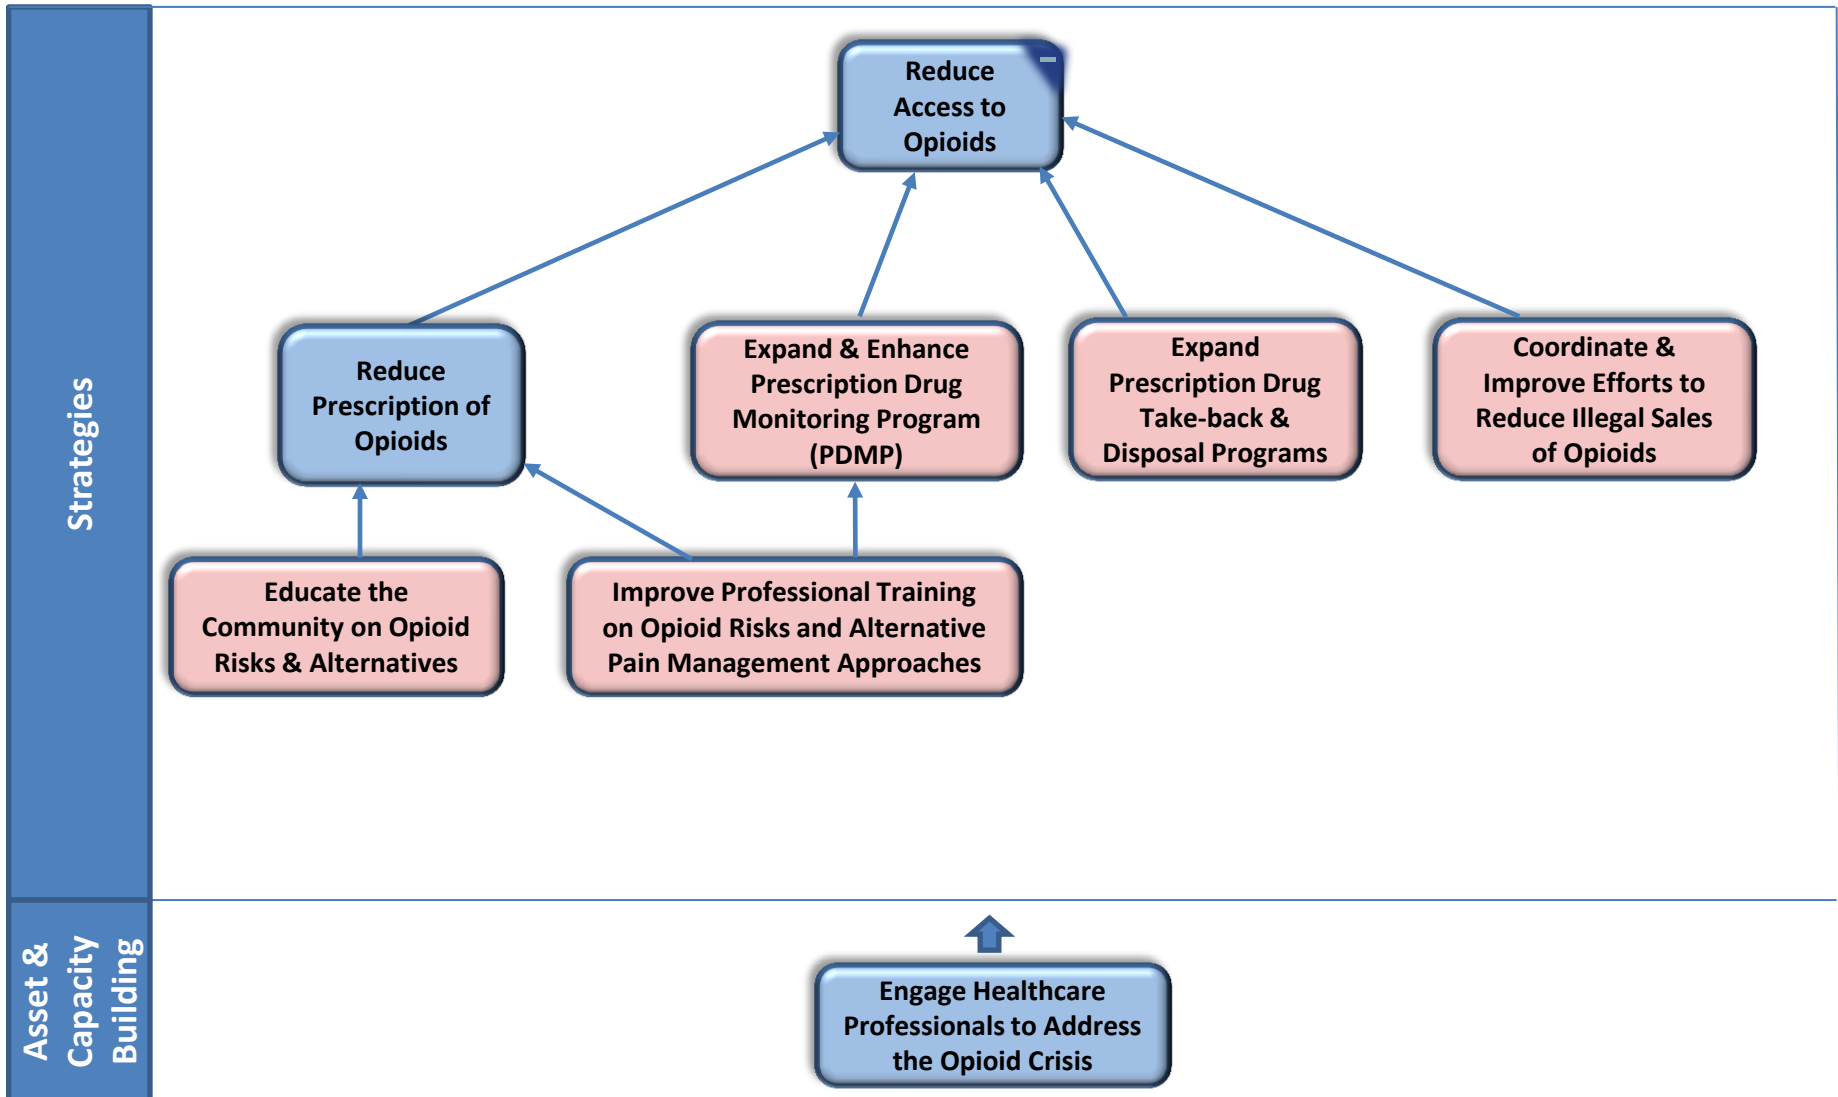 Strategies
Reduce
Access to
Opioids
Reduce
Prescription of
Opioids
Expand & Enhance
Prescription Drug
Monitoring Program
(PDMP)
Expand
Prescription Drug
Take-back &
Disposal Programs
Coordinate &
Improve Efforts to
Reduce Illegal Sales
of Opioids
Educate the
Community on Opioid
Risks & Alternatives
Improve Professional Training
on Opioid Risks and Alternative
Pain Management Approaches
Asset &
Capacity
Building
Engage Healthcare
Professionals to Address
the Opioid Crisis